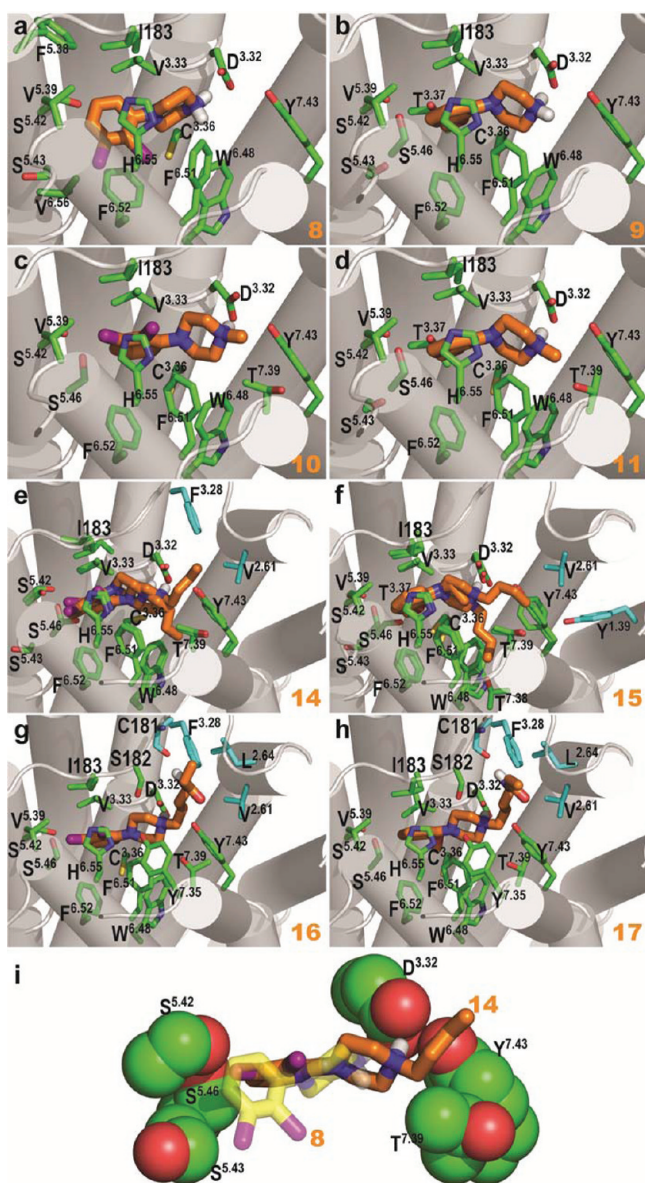 a I183 b I183
F5.38 V3.33 D3.32 V3.33 D3.32
V5.39 Y7.43 V5.39 T3.37 Y7.43
S5.42 C3.36 S5.42 C3.36
S5.43 H6.55 W6.48 S5.43 S5.46 H6.55 W6.48
V6.56 F6.51 F6.51
F6.52 8 F6.52 9
c I183 d I183
V3.33 D3.32 V3.33 D3.32
V5.39 Y7.43 V5.39 T3.37 Y7.43
S5.42 C3.36 T7.39 S5.42 C3.36 T7.39
S5.46 H6.55 W6.48 S5.46 H6.55 W6.48
F6.51 S5.43 F6.51
F6.52 10 F6.52 11
e F3.28 f
I183 D3.32 V2.61 I183 D3.32 V2.61
V3.33 V3.33
S5.42 Y7.43 V5.39 T3.37 Y7.43
S5.46 C3.36 S5.42 C3.36 Y1.39
H6.55 S5.46 H6.55
S5.43 F6.51 T7.39 S5.43 F6.51 T7.39
F6.52 W6.48 14 F6.52 W6.48 T7.38 15
g C181 F3.28 h C181 F3.28
S182 L2.64 S182 L2.64
I183 D3.32 I183 D3.32
V3.33 V2.61 V3.33 V2.61
V5.39 V5.39
S5.42 Y7.43 S5.42 Y7.43
S5.46 C3.36 T7.39 S5.46 C3.36 T7.39
H6.55 F6.51 Y7.35 H6.55 F6.51 Y7.35
F6.52 W6.48 16 F6.52 W6.48 17
i D3.32
S5.42 14
Y7.43
S5.46
8
S5.43 T7.39